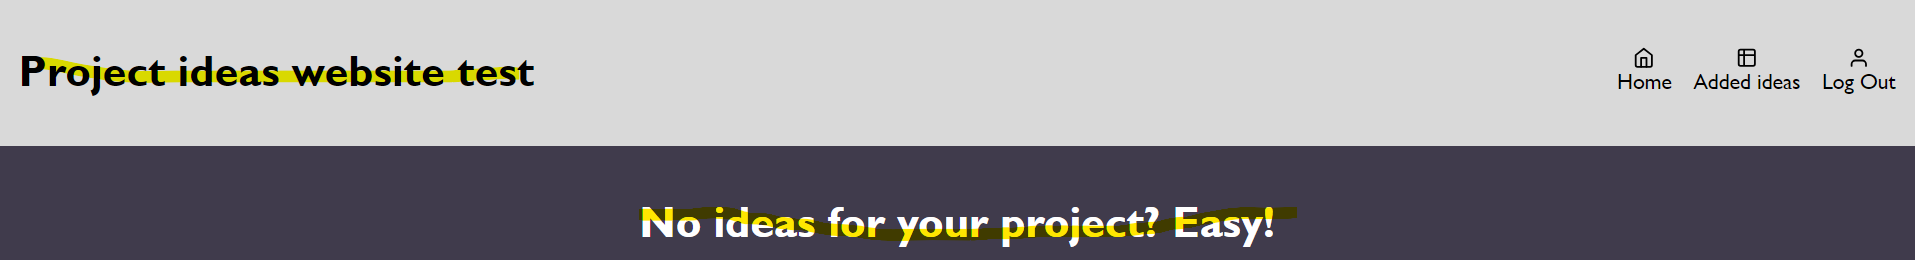 Project ideas website test
Home Added ideas Log Out
No ideas for your project? Easy!